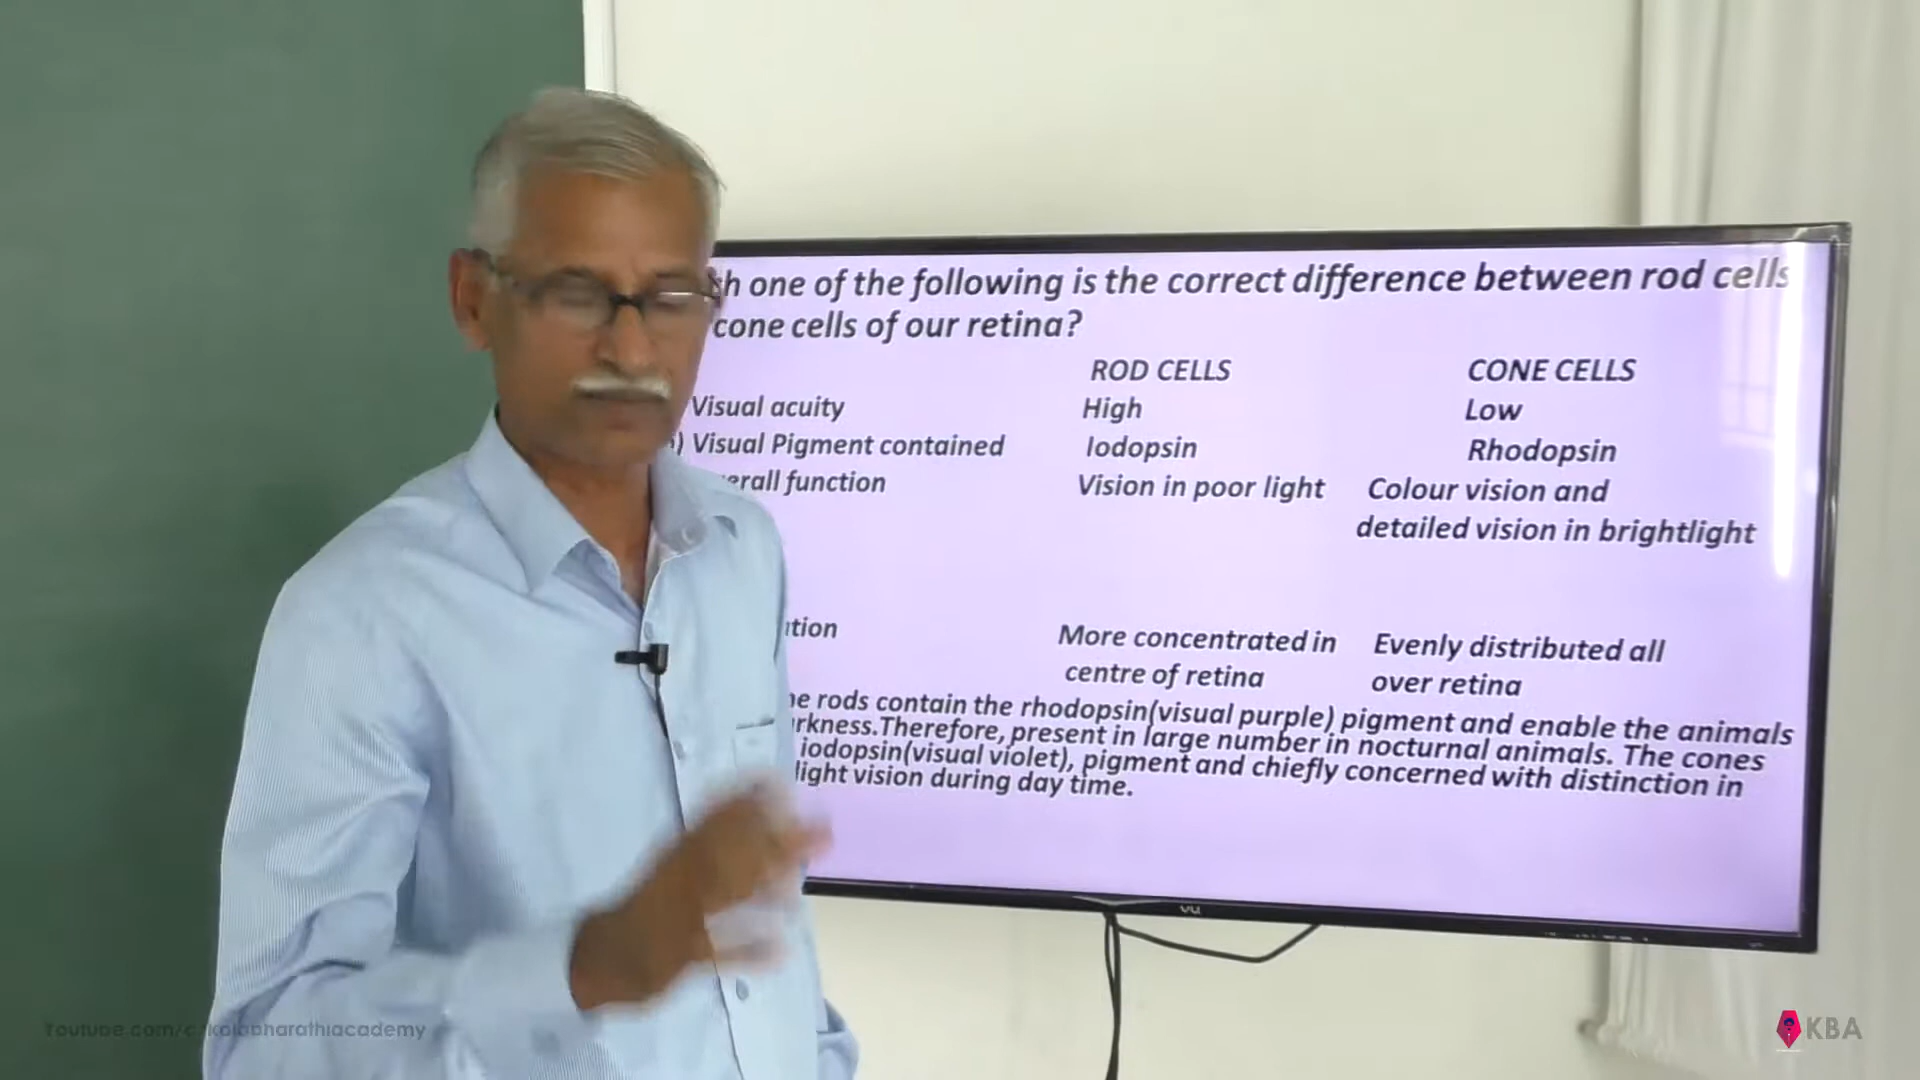 one of the following is the correct difference between rod cells
cone cells of our retina?
ROD CELLS CONE CELLS
Visual acuity High Low
) Visual Pigment contained Iodopsin Rhodopsin
function Vision in poor light Colour vision and
detailed vision in brightlight
More concentrated in Evenly distributed all
centre of retina over retina
rods contain the rhodopsin(visual purple) pigment and enable the animals
Therefore, present in large number in nocturnal animals. The cones
iodopsin(visual violet), pigment and chiefly concerned with distinction in
light vision during day time.
VU
Youtube.com/c/kalabharathiacademy
KBA